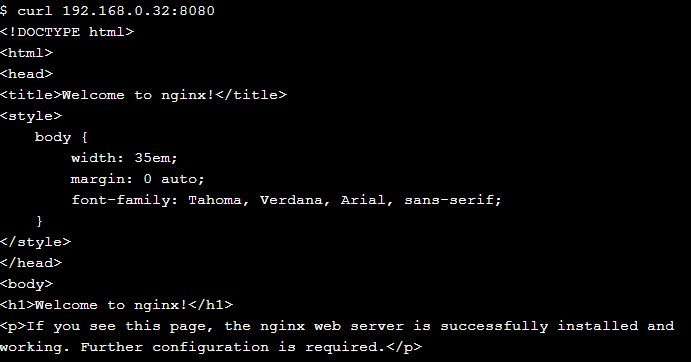 $ curl 192.168.0.32:8080
<!DOCTYPE html>
<html>
<head>
<title>Welcome to nginx!</title>
<style>
    body {
        width: 35em;
        margin: 0 auto;
        font-family: Tahoma, Verdana, Arial, sans-serif;
    }
</style>
</head>
<body>
<h1>Welcome to nginx!</h1>
<p>If you see this page, the nginx web server is successfully installed and
working. Further configuration is required.</p>